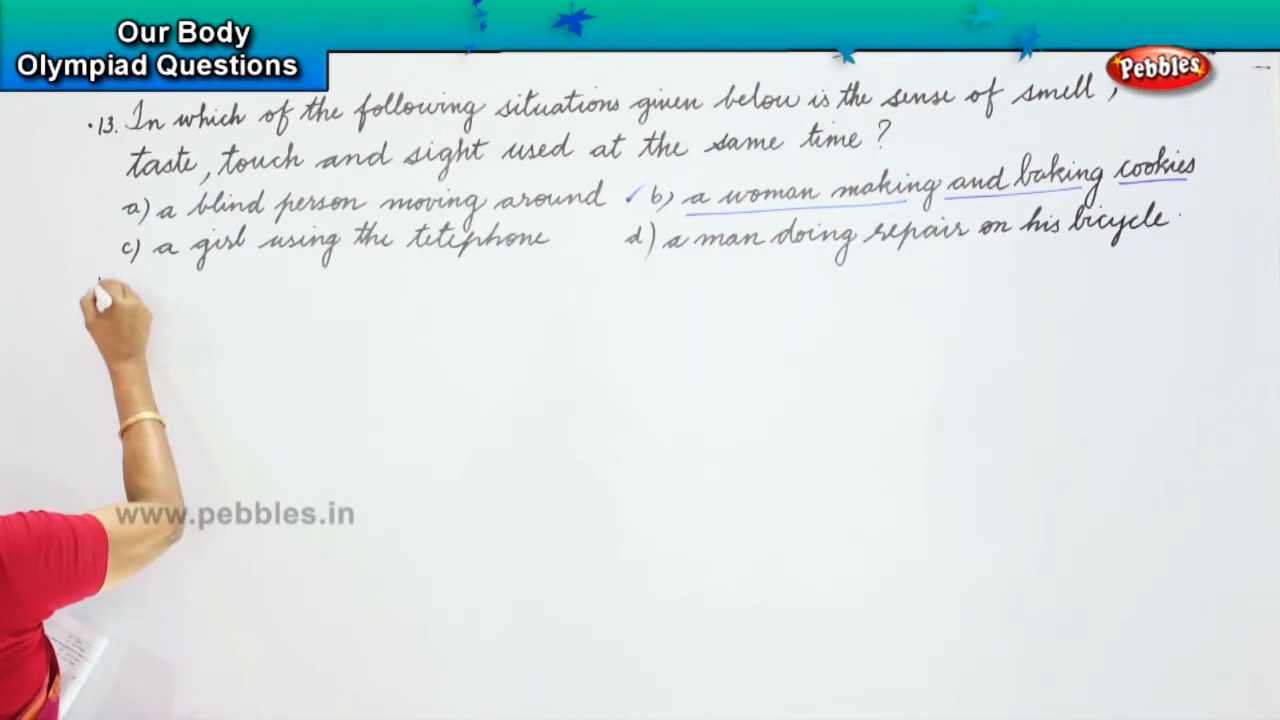 Our Body
Olympiad Questions
Pebbles
13. In which of the following situations given below is the sense of smell,
taste, touch and sight used at the same time?
a) a blind person moving around b) a woman making and baking cookies
c) a girl using the tetephone d) a man doing repair on his bicycle.
www.pebbles.in